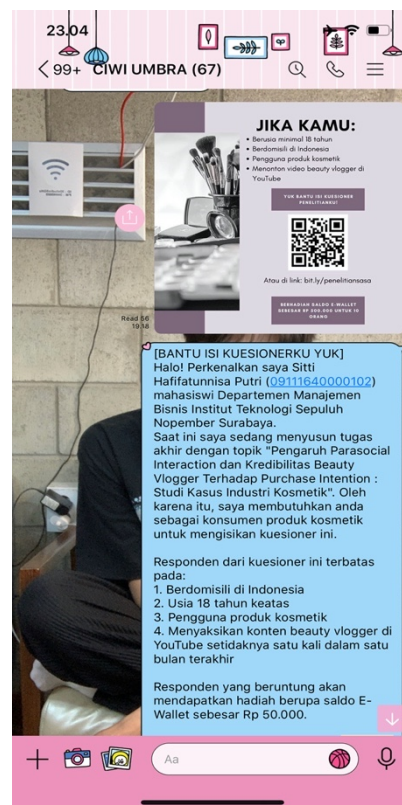 23.04
99+ CIWI UMBRA (67)
JIKA KAMU:
• Berusia minimal 18 tahun
• Berdomisili di Indonesia
• Pengguna produk kosmetik
• Menonton video beauty vlogger di
YouTube
YUK BANTU ISI KUESIONER
PENELITIANKU!
Atau di link: bit.ly/penelitiansasa
BERHADIAH SALDO E-WALLET
SEBESAR RP 500.000 UNTUK 10
ORANG
Read 56
19.18
[BANTU ISI KUESIONERKU YUK]
Halo! Perkenalkan saya Sitti
Hafifatunnisa Putri (09111640000102)
mahasiswi Departemen Manajemen
Bisnis Institut Teknologi Sepuluh
Nopember Surabaya.
Saat ini saya sedang menyusun tugas
akhir dengan topik "Pengaruh Parasocial
Interaction dan Kredibilitas Beauty
Vlogger Terhadap Purchase Intention :
Studi Kasus Industri Kosmetik". Oleh
karena itu, saya membutuhkan anda
sebagai konsumen produk kosmetik
untuk mengisikan kuesioner ini.
Responden dari kuesioner ini terbatas
pada:
1. Berdomisili di Indonesia
2. Usia 18 tahun keatas
3. Pengguna produk kosmetik
4. Menyaksikan konten beauty vlogger di
YouTube setidaknya satu kali dalam satu
bulan terakhir
Responden yang beruntung akan
mendapatkan hadiah berupa saldo E-
Wallet sebesar Rp 50.000.
Aa